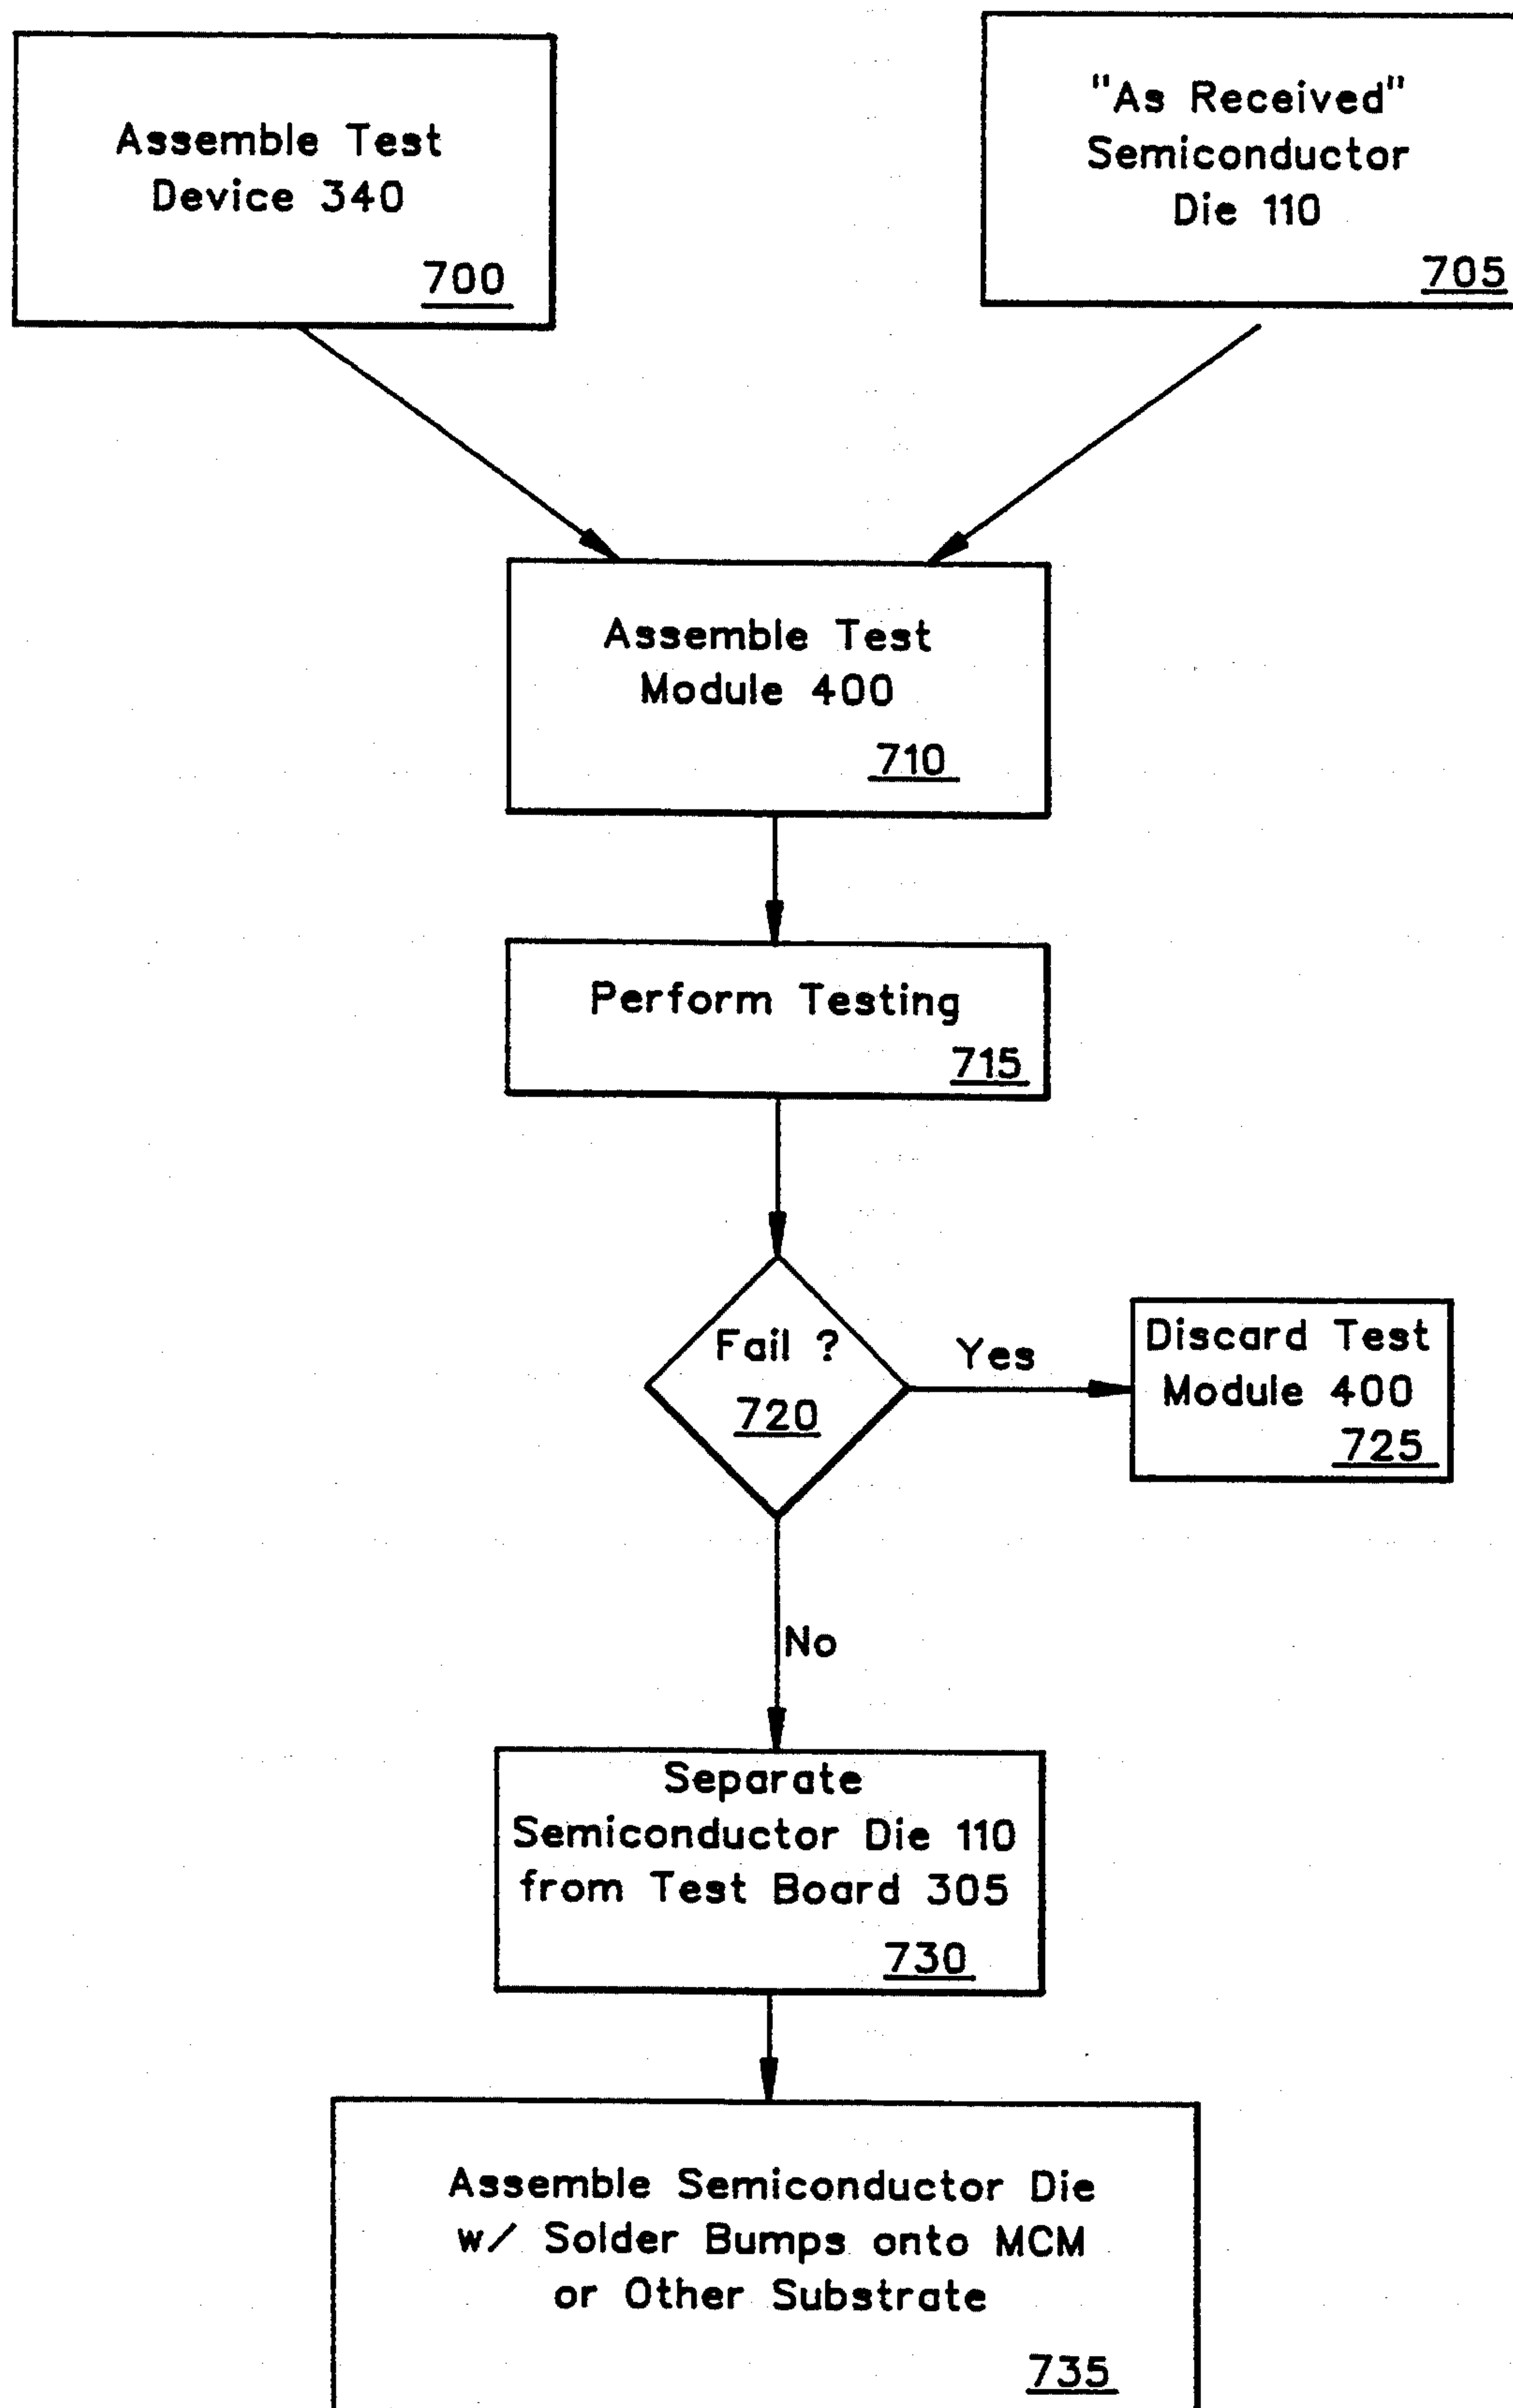 Assemble Test
Device 340
700
"As Received"
Semiconductor
Die 110
705
Assemble Test
Module 400
710
Perform Testing
715
Fail ?
720
Yes
Discard Test
Module 400
725
No
Separate
Semiconductor Die 110
from Test Board 305
730
Assemble Semiconductor Die
w/ Solder Bumps onto MCM
or Other Substrate
735